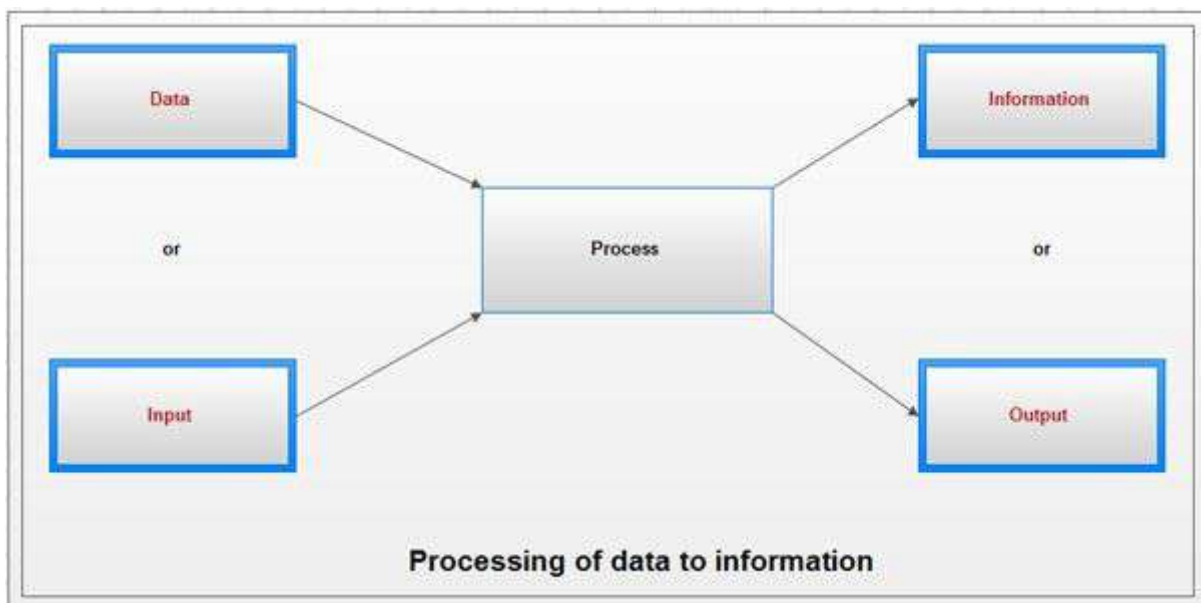 Data
Information
or
Process
or
Input
Output
Processing of data to information